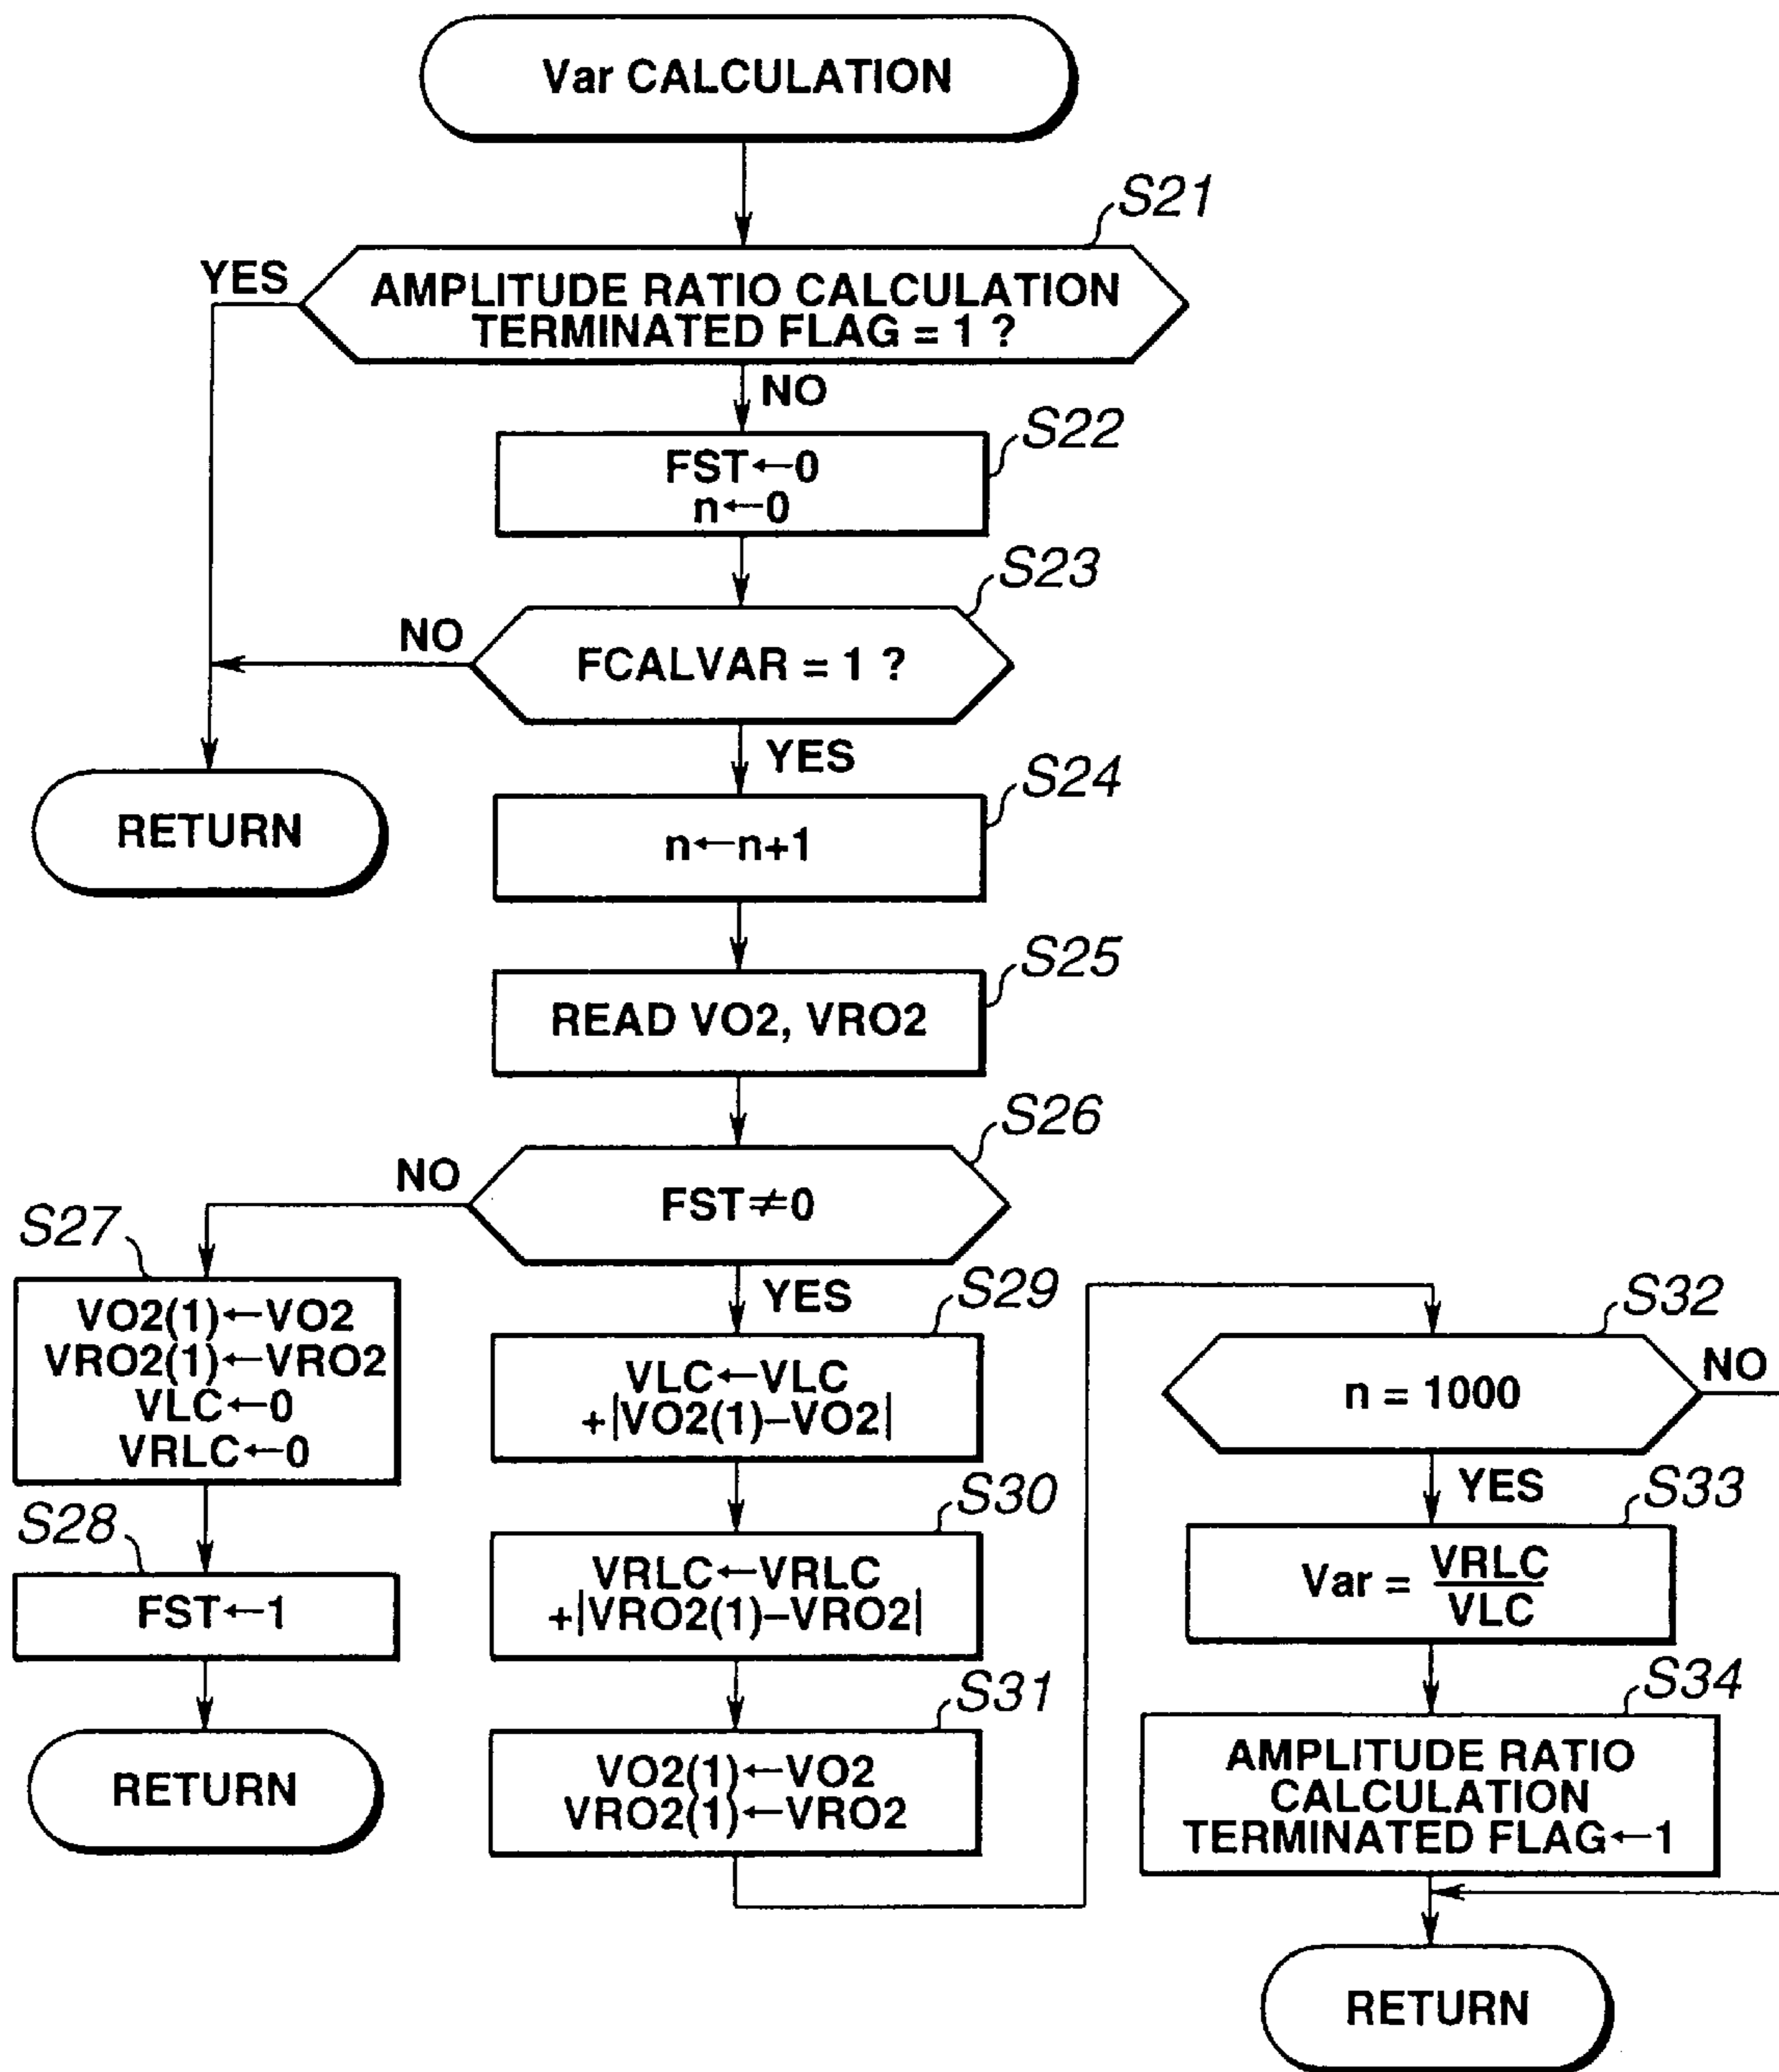 Var CALCULATION
S21
YES
AMPLITUDE RATIO CALCULATION
TERMINATED FLAG = 1 ?
NO
S22
FST←0
n←0
S23
NO
FCALVAR = 1 ?
YES
S24
RETURN
n←n+1
S25
READ VO2, VRO2
S26
NO
FST≠0
S27
VO2(1)←VO2
VRO2(1)←VRO2
VLC←0
VRLC←0
S28
FST←1
RETURN
YES
S29
VLC←VLC
+|VO2(1)–VO2|
S30
VRLC←VRLC
+|VRO2(1)–VRO2|
S31
VO2(1)←VO2
VRO2(1)←VRO2
S32
n = 1000
NO
YES
S33
Var = VRLC
VLC
S34
AMPLITUDE RATIO
CALCULATION
TERMINATED FLAG←1
RETURN